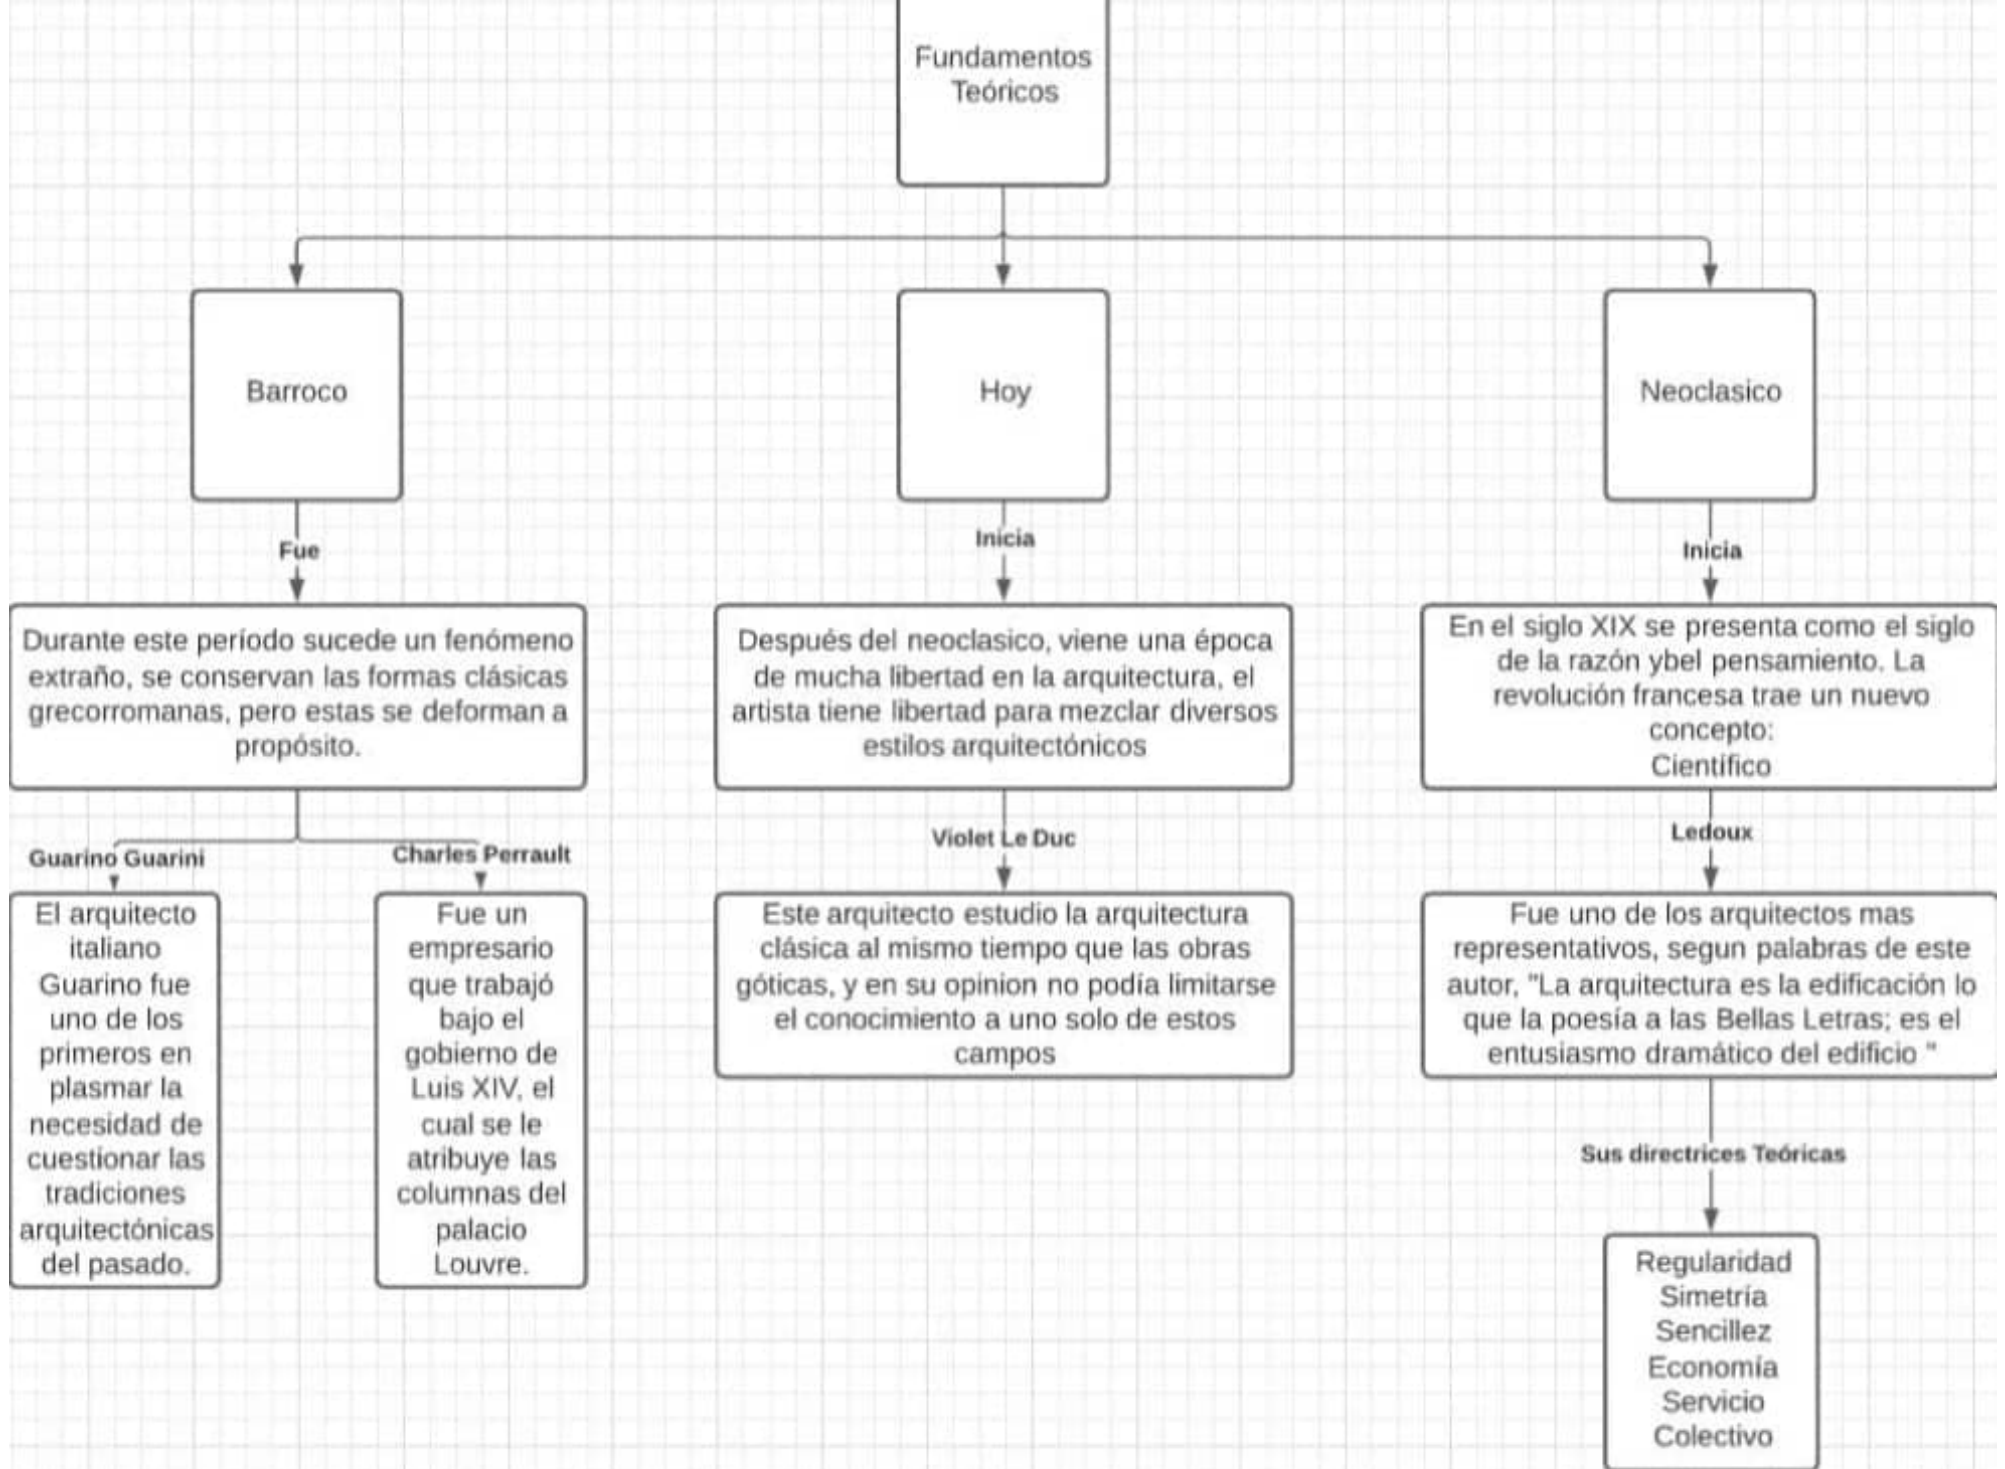 Fundamentos
Teóricos
Barroco
Hoy
Neoclasico
Fue
Inicia
Inicia
Durante este período sucede un fenómeno
extraño, se conservan las formas clásicas
grecorromanas, pero estas se deforman a
propósito.
Después del neoclasico, viene una época
de mucha libertad en la arquitectura, el
artista tiene libertad para mezclar diversos
estilos arquitectónicos
En el siglo XIX se presenta como el siglo
de la razón ybel pensamiento. La
revolución francesa trae un nuevo
concepto:
Científico
Guarino Guarini
Charles Perrault
Violet Le Duc
Ledoux
El arquitecto
italiano
Guarino fue
uno de los
primeros en
plasmar la
necesidad de
cuestionar las
tradiciones
arquitectónicas
del pasado.
Fue un
empresario
que trabajó
bajo el
gobierno de
Luis XIV, el
cual se le
atribuye las
columnas del
palacio
Louvre.
Este arquitecto estudio la arquitectura
clásica al mismo tiempo que las obras
góticas, y en su opinion no podía limitarse
el conocimiento a uno solo de estos
campos
Fue uno de los arquitectos mas
representativos, segun palabras de este
autor, "La arquitectura es la edificación lo
que la poesía a las Bellas Letras; es el
entusiasmo dramático del edificio "
Sus directrices Teóricas
Regularidad
Simetría
Sencillez
Economía
Servicio
Colectivo